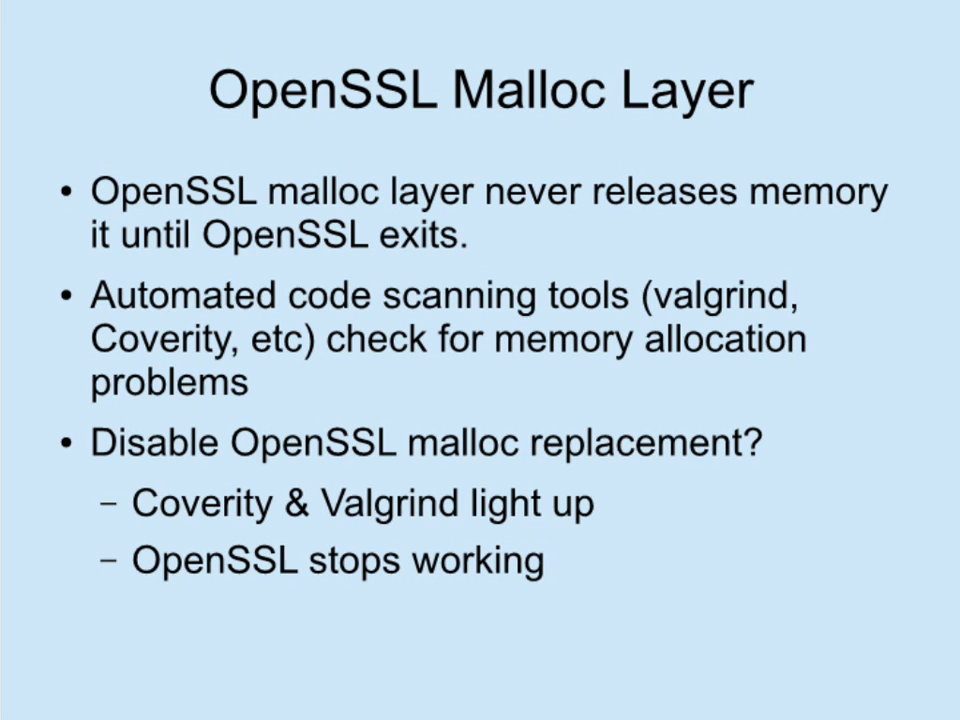 OpenSSL Malloc Layer
• OpenSSL malloc layer never releases memory
it until OpenSSL exits.
• Automated code scanning tools (valgrind,
Coverity, etc) check for memory allocation
problems
• Disable OpenSSL malloc replacement?
– Coverity & Valgrind light up
– OpenSSL stops working